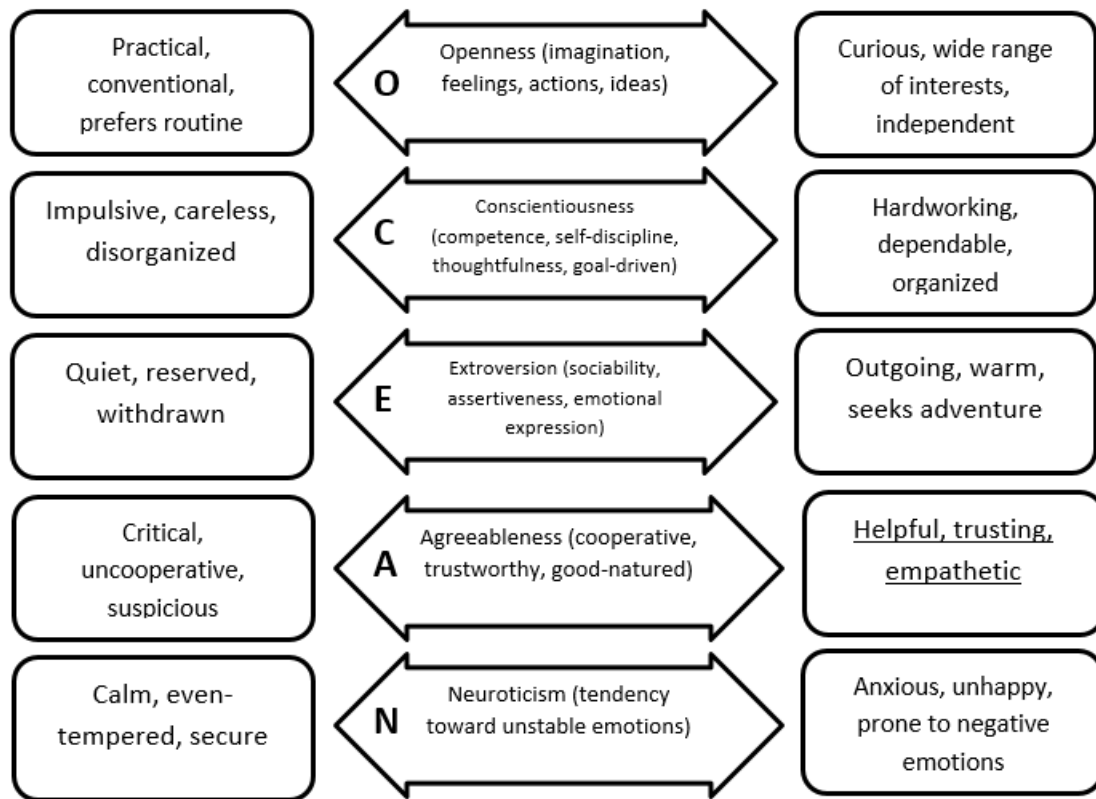 Practical,
conventional,
prefers routine
O
Openness (imagination,
feelings, actions, ideas)
Curious, wide range
of interests,
independent
Impulsive, careless,
disorganized
C
Conscientiousness
(competence, self-discipline,
thoughtfulness, goal-driven)
Hardworking,
dependable,
organized
Quiet, reserved,
withdrawn
E
Extroversion (sociability,
assertiveness, emotional
expression)
Outgoing, warm,
seeks adventure
Critical,
uncooperative,
suspicious
A
Agreeableness (cooperative,
trustworthy, good-natured)
Helpful, trusting,
empathetic
Calm, even-
tempered, secure
N
Neuroticism (tendency
toward unstable emotions)
Anxious, unhappy,
prone to negative
emotions